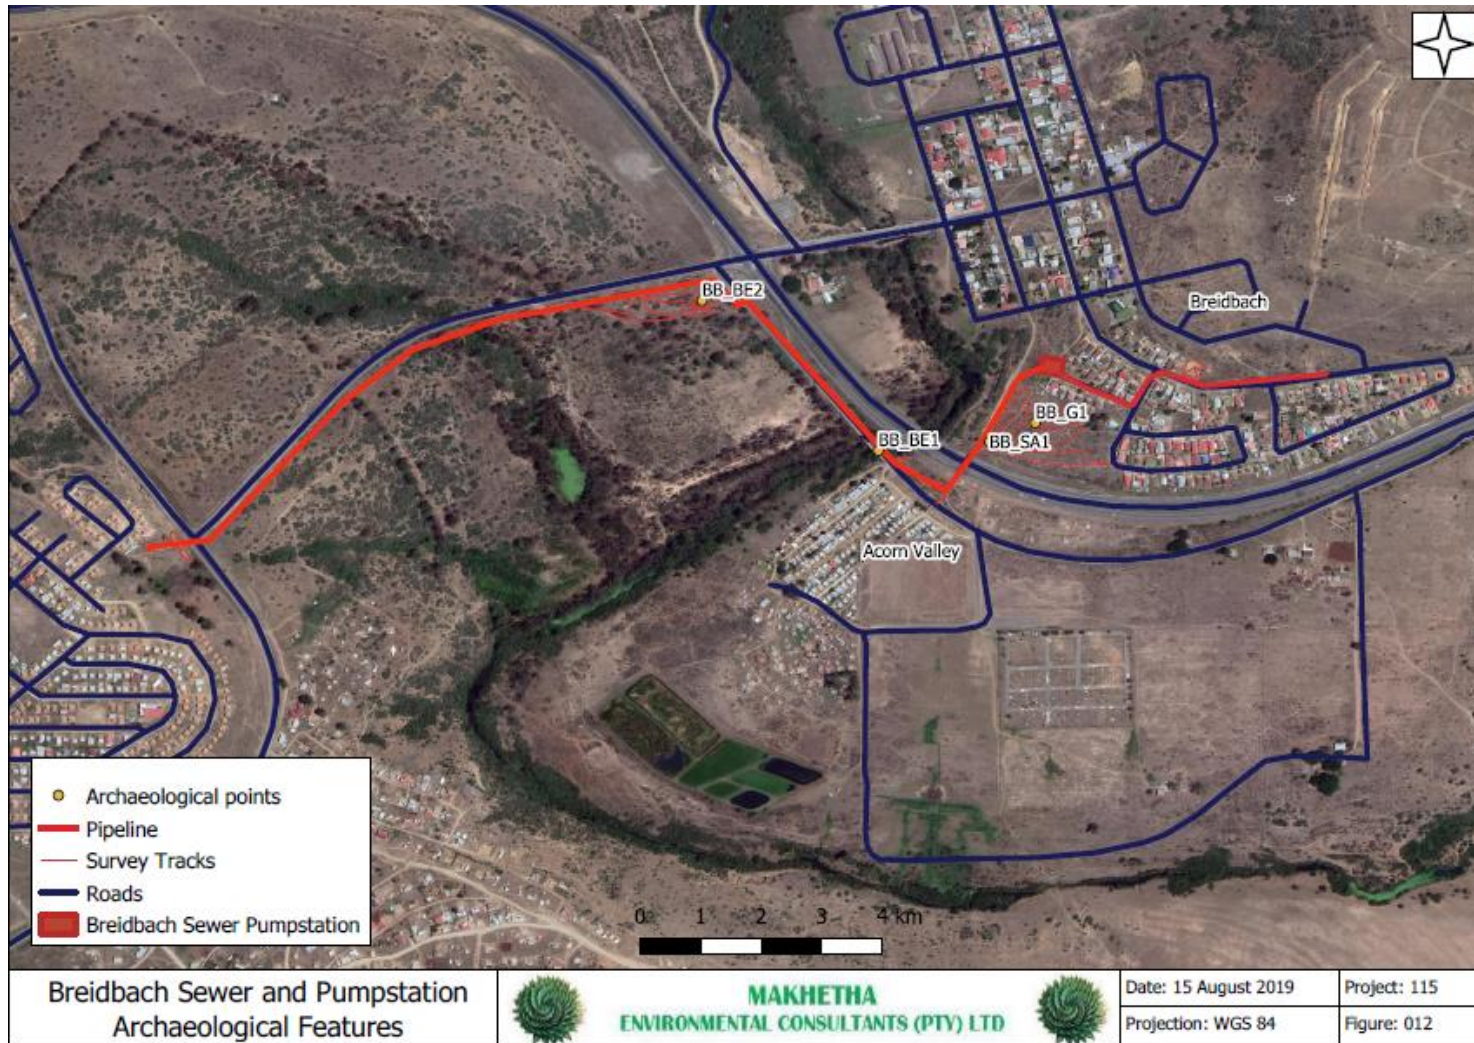 BB_BE2
Breidbach
BB_G1
BB_BE1
BB_SA1
Acorn Valley
Archaeological points
Pipeline
Survey Tracks
Roads
Breidbach Sewer Pumpstation
0 1 2 3 4 km
Breidbach Sewer and Pumpstation
Archaeological Features
MAKHETHA
ENVIRONMENTAL CONSULTANTS (PTY) LTD
Date: 15 August 2019
Project: 115
Projection: WGS 84
Figure: 012